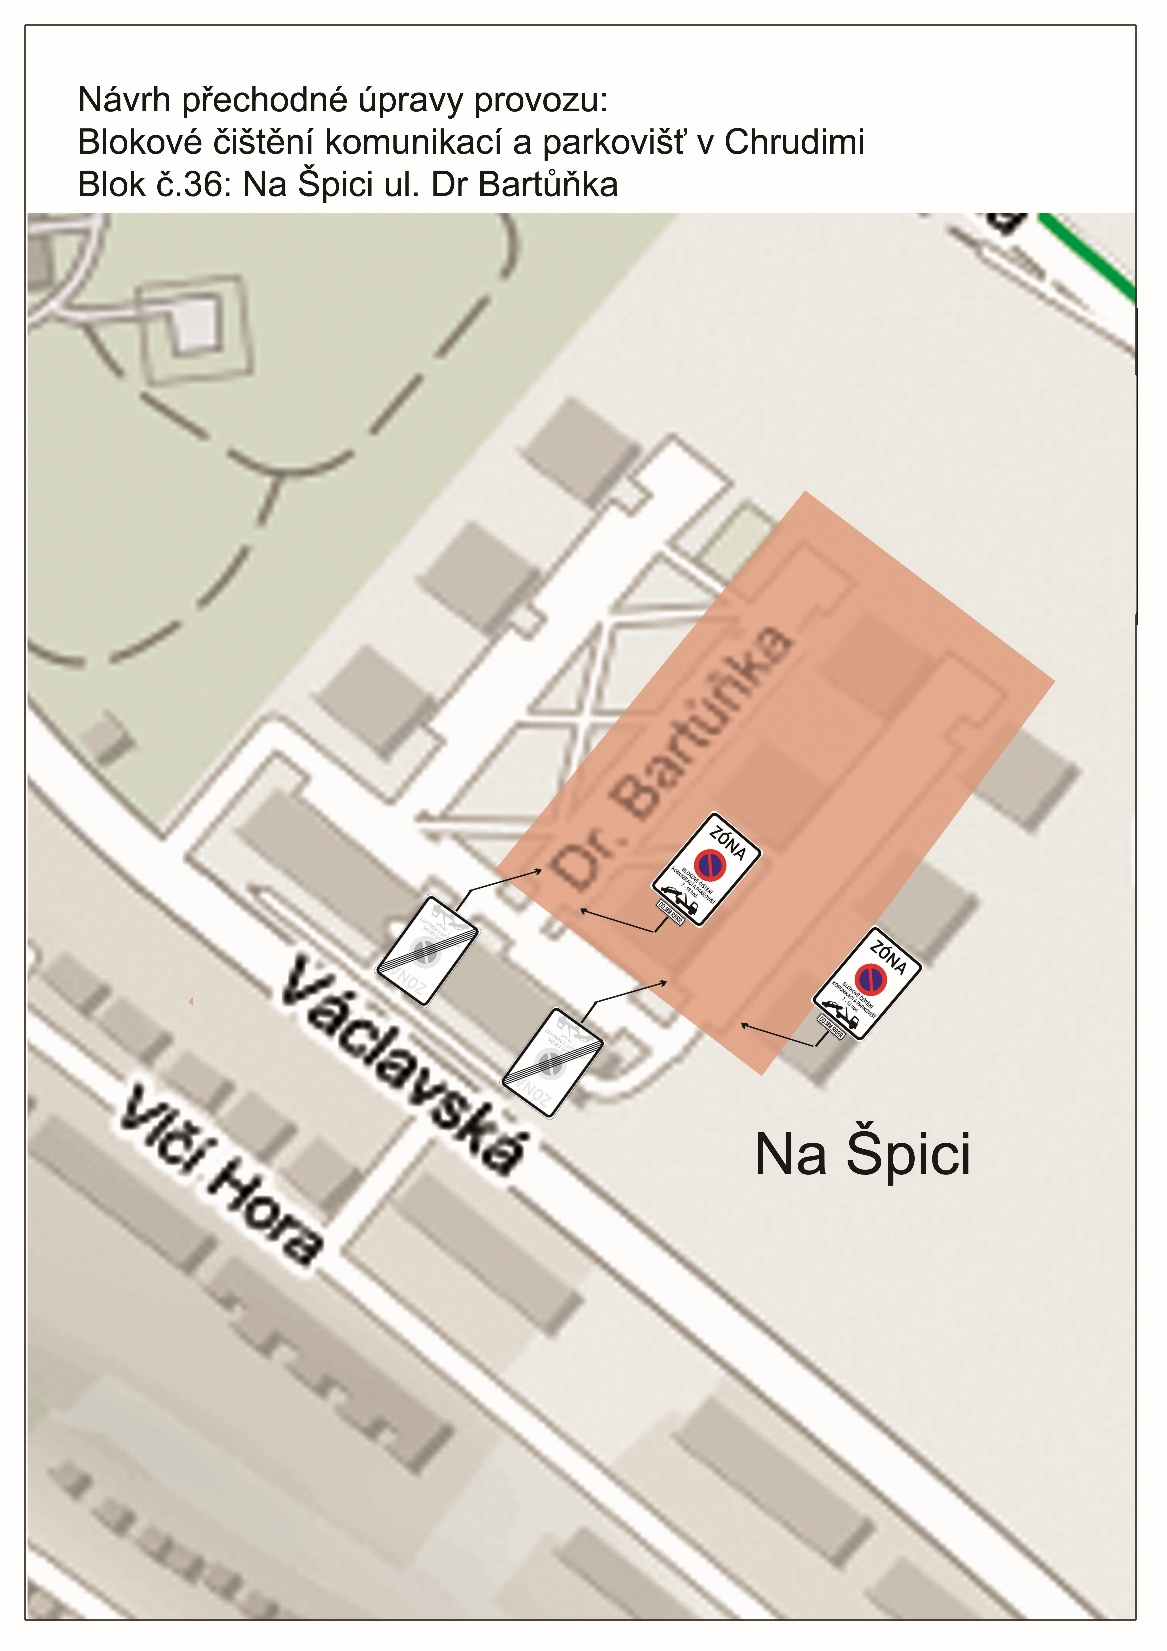 Návrh přechodné úpravy provozu:
Blokové čištění komunikací a parkovišť v Chrudimi
Blok č.36: Na Špici ul. Dr Bartůňka
Dr. Bartůňka
ZÓNA
ZÓNA
Václavská
Na Špici
Vlčí Hora